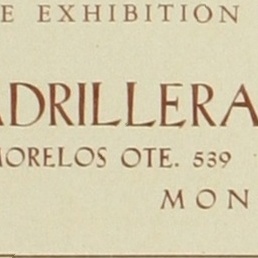 E EXHIBITION
ADRILLERA
MORELOS OTE. 539
MON